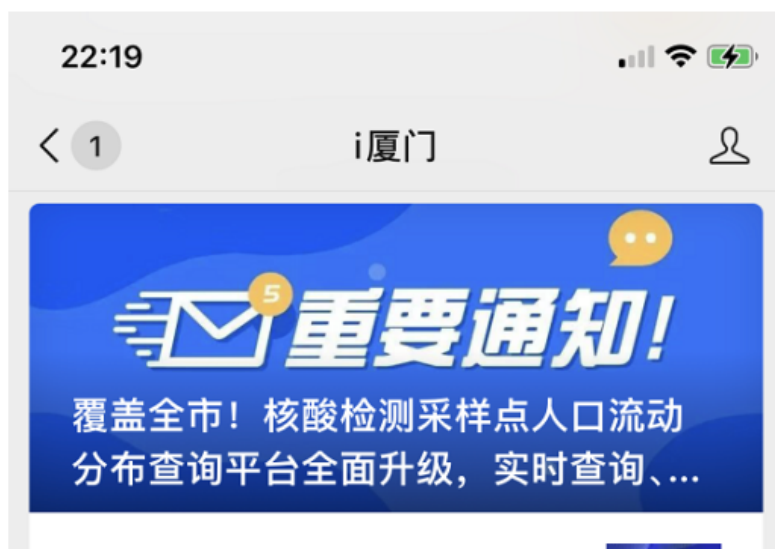 22:19
1
i厦门
5
重要通知!
覆盖全市！核酸检测采样点人口流动
分布查询平台全面升级，实时查询、...